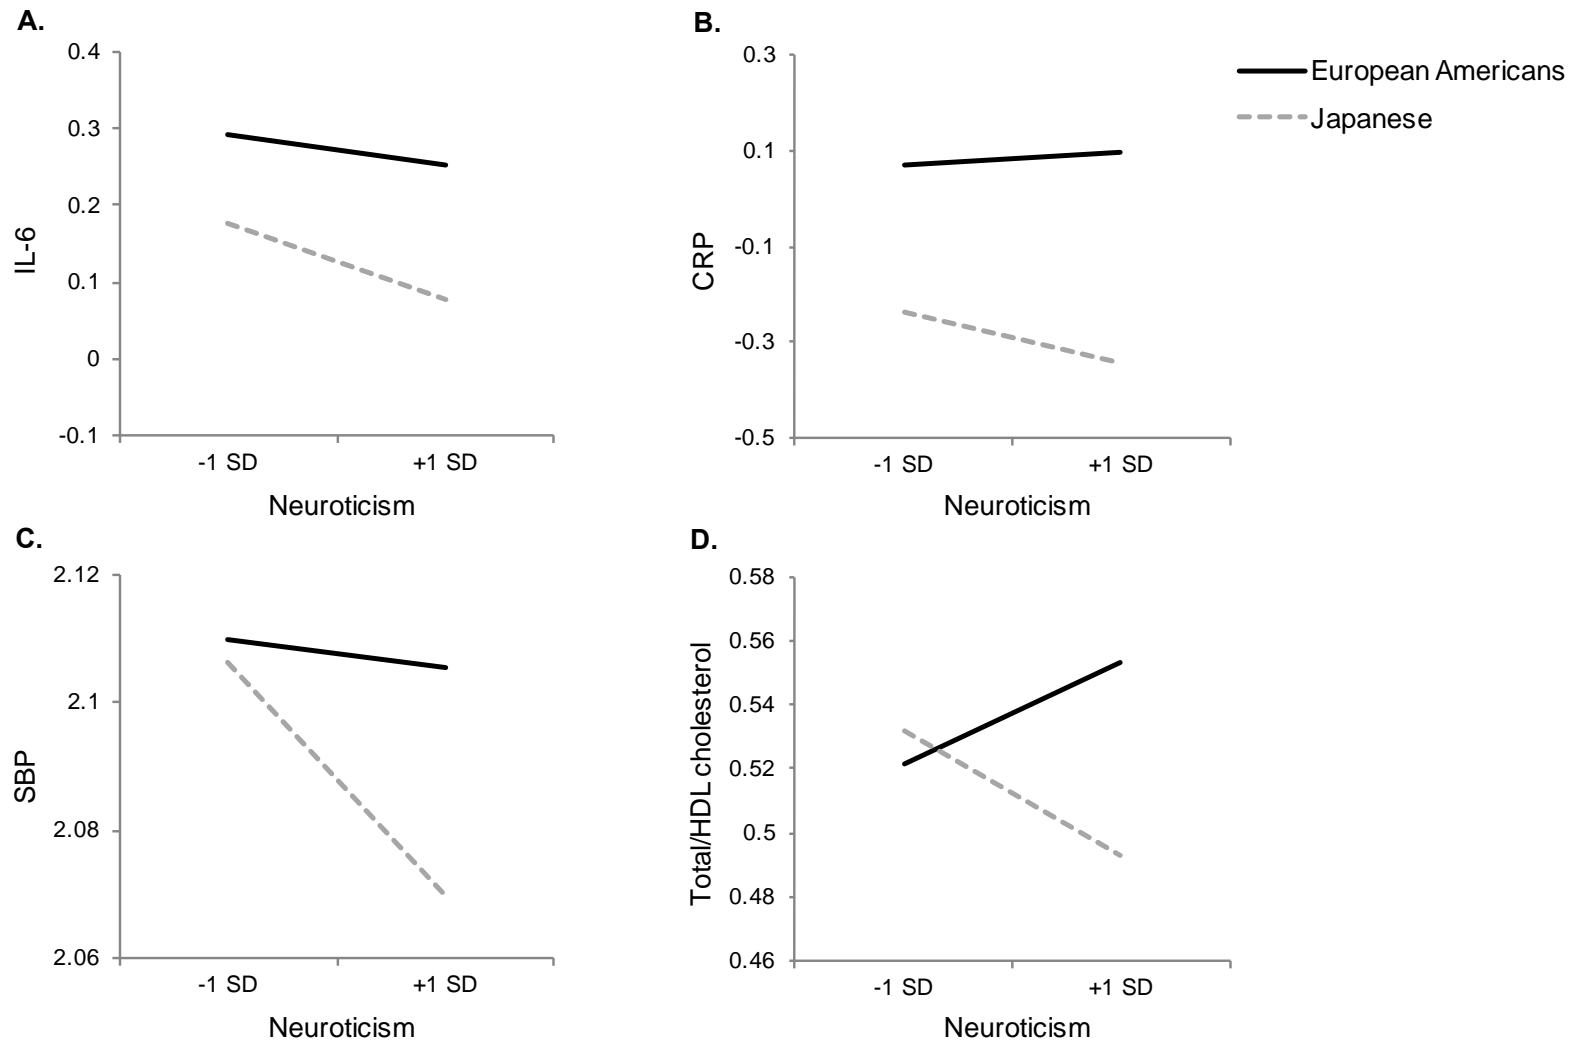 A.
0.4
0.3
0.2
0.1
0
-0.1
IL-6
-1 SD
+1 SD
Neuroticism
B.
0.3
0.1
-0.1
-0.3
-0.5
CRP
-1 SD
+1 SD
Neuroticism
European Americans
Japanese
C.
2.12
2.1
2.08
2.06
SBP
-1 SD
+1 SD
Neuroticism
D.
0.58
0.56
0.54
0.52
0.5
0.48
0.46
Total/HDL cholesterol
-1 SD
+1 SD
Neuroticism